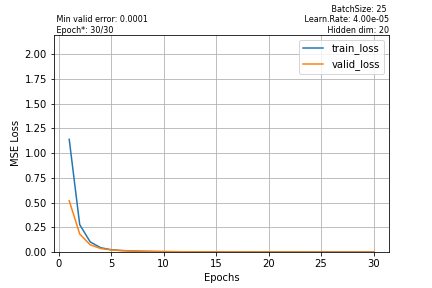 Min valid error: 0.0001
Epoch*: 30/30
BatchSize: 25
Learn.Rate: 4.00e-05
Hidden dim: 20
train_loss
valid_loss
MSE Loss
2.00
1.75
1.50
1.25
1.00
0.75
0.50
0.25
0.00
0 5 10 15 20 25 30
Epochs